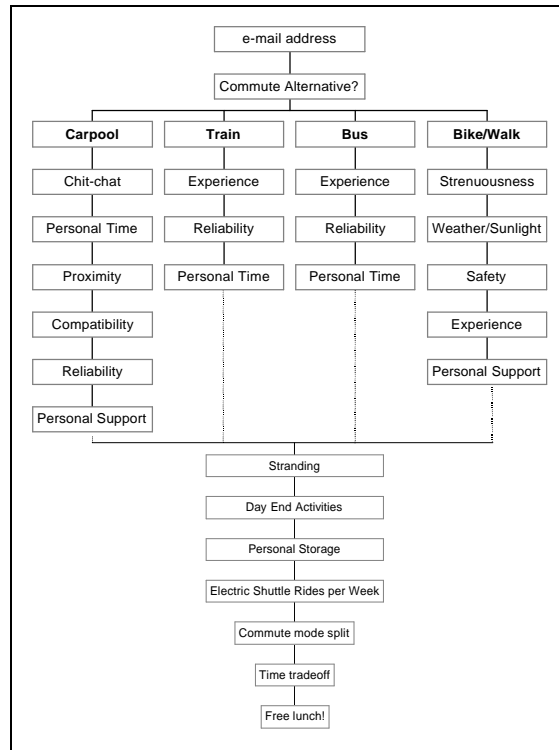 e-mail address
Commute Alternative?
Carpool
Train
Bus
Bike/Walk
Chit-chat
Experience
Experience
Strenuousness
Personal Time
Reliability
Reliability
Weather/Sunlight
Proximity
Personal Time
Personal Time
Safety
Compatibility
Experience
Reliability
Personal Support
Personal Support
Stranding
Day End Activities
Personal Storage
Electric Shuttle Rides per Week
Commute mode split
Time tradeoff
Free lunch!